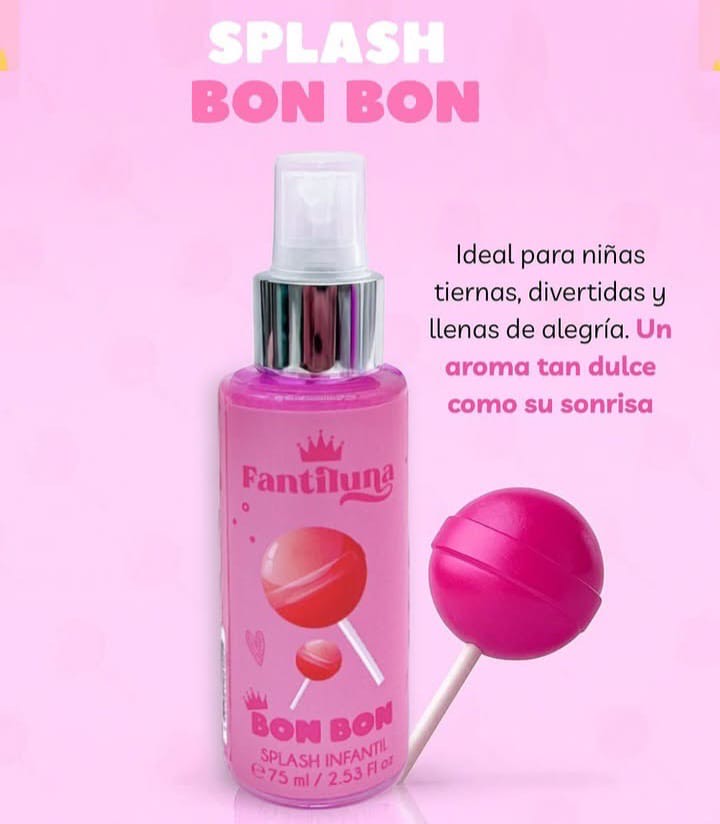 SPLASH
BON BON
Ideal para niñas
tiernas, divertidas y
llenas de alegría. Un
aroma tan dulce
como su sonrisa
Fantiluna
BON BON
SPLASH INFANTIL
℮75 ml / 2.53 Fl oz